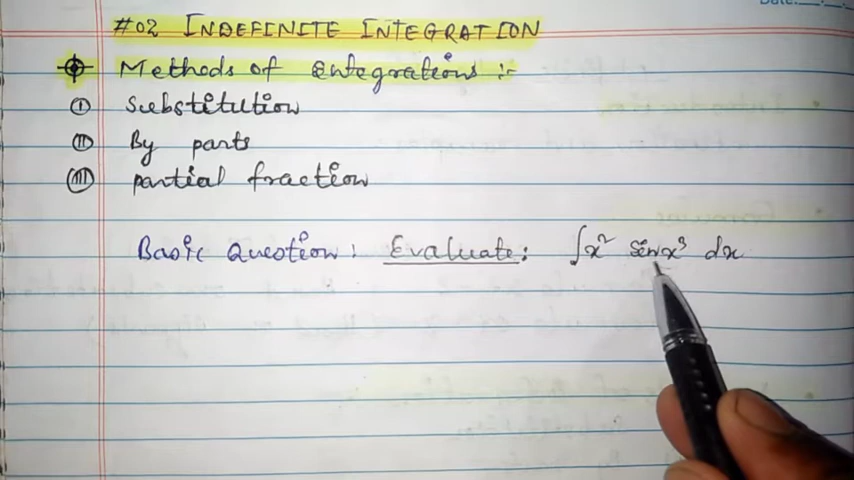 #02 INDEFINITE INTEGRATION
Methods of integrations :-
(I) Substitution
(II) By parts
(III) partial fraction
Basic Question: Evaluate: ∫x² sinx³ dx
Date: